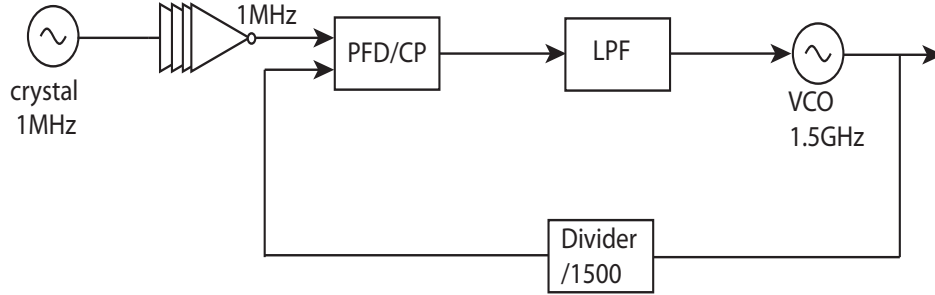 1MHz
PFD/CP
LPF
crystal
1MHz
VCO
1.5GHz
Divider
/1500